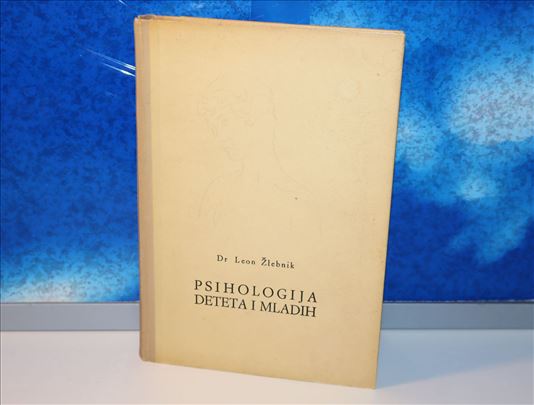 Dr Leon Žlebnik
PSIHOLOGIJA
DETETA I MLADIH